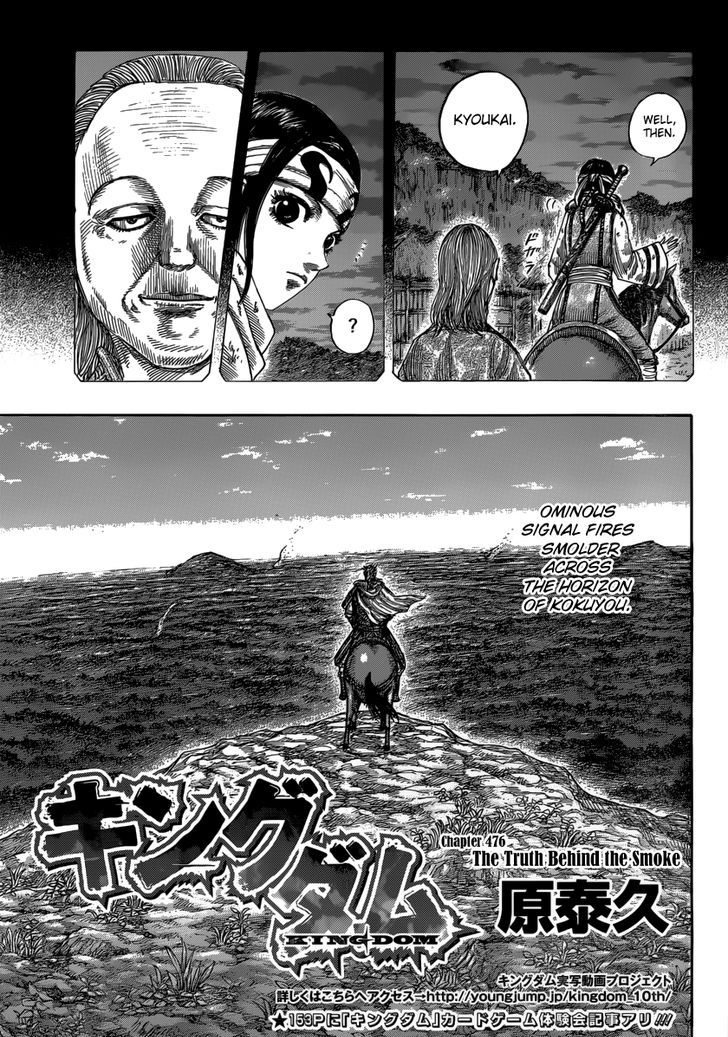 WELL,
THEN.
KYOUKAI.
ドガラ
?
OMINOUS
SIGNAL FIRES
SMOLDER
ACROSS
THE HORIZON
OF KOKUYOU.
キングダム
KINGDOM
Chapter 476
The Truth Behind the Smoke
原泰久
キングダム実写動画プロジェクト
詳しくはこちらへアクセス→http://youngjump.jp/kingdom_10th/
★153Pに「キングダム」カードゲーム体験会記事アリ!!!